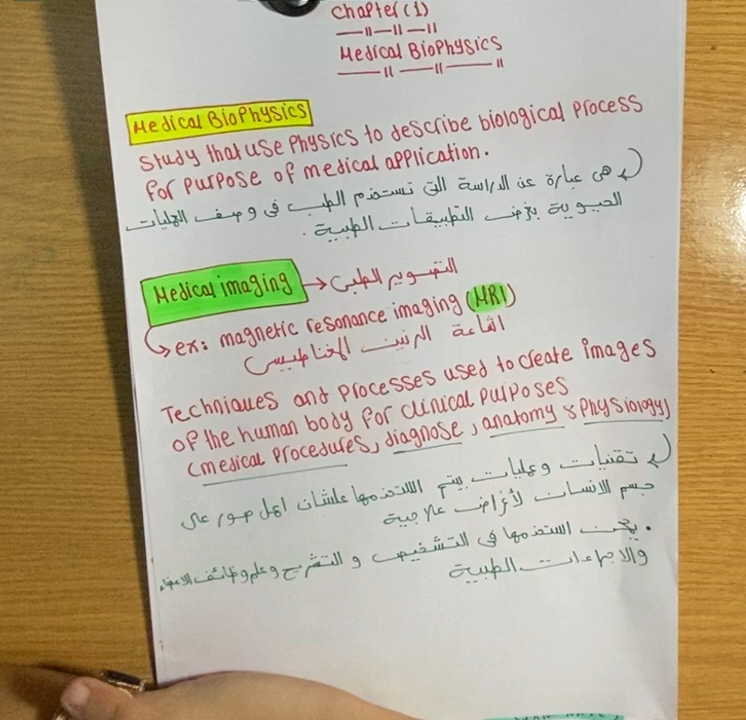 Chapter (1)
Medical BioPhysics
Medical BioPhysics
Study that use Physics to describe biological Process
for purpose of medical application.
هي عبارة عن الدراسة التي تستخدم الطب في وصف العمليات
الحيوية بغرض التطبيقات الطبية.
Medical imaging → التصوير الطبي
ex: magnetic resonance imaging (MRI)
الرنين المغناطيسي
Techniques and Processes used to create images
of the human body for clinical purposes
(medical Procedures, diagnose, anatomy & Physiology)
تقنيات وعمليات يتم استخدمها علشان اعمل صور على
جسم الانسان لأغراض علاجية
. يمكن استخدمها في التشخيص و التشريح وعلم وظائف الاعضاء
والاجراءات الطبية